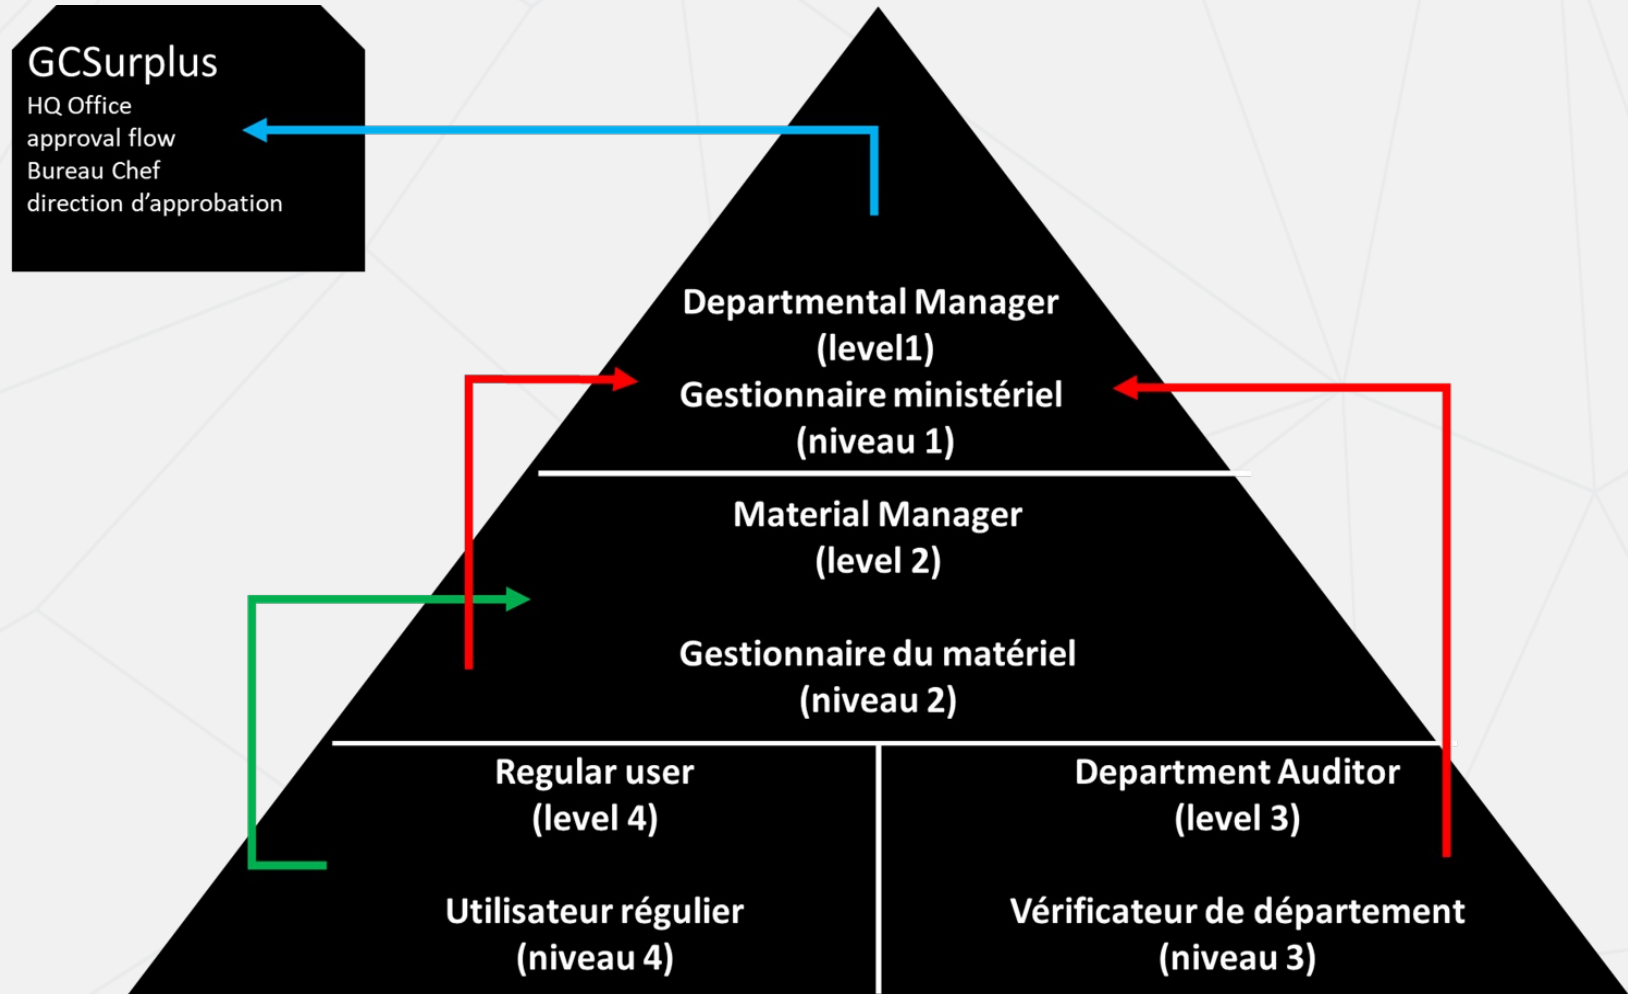 GCSurplus
HQ Office
approval flow
Bureau Chef
direction d’approbation
Departmental Manager
(level1)
Gestionnaire ministériel
(niveau 1)
Material Manager
(level 2)
Gestionnaire du matériel
(niveau 2)
Regular user
(level 4)
Utilisateur régulier
(niveau 4)
Department Auditor
(level 3)
Vérificateur de département
(niveau 3)